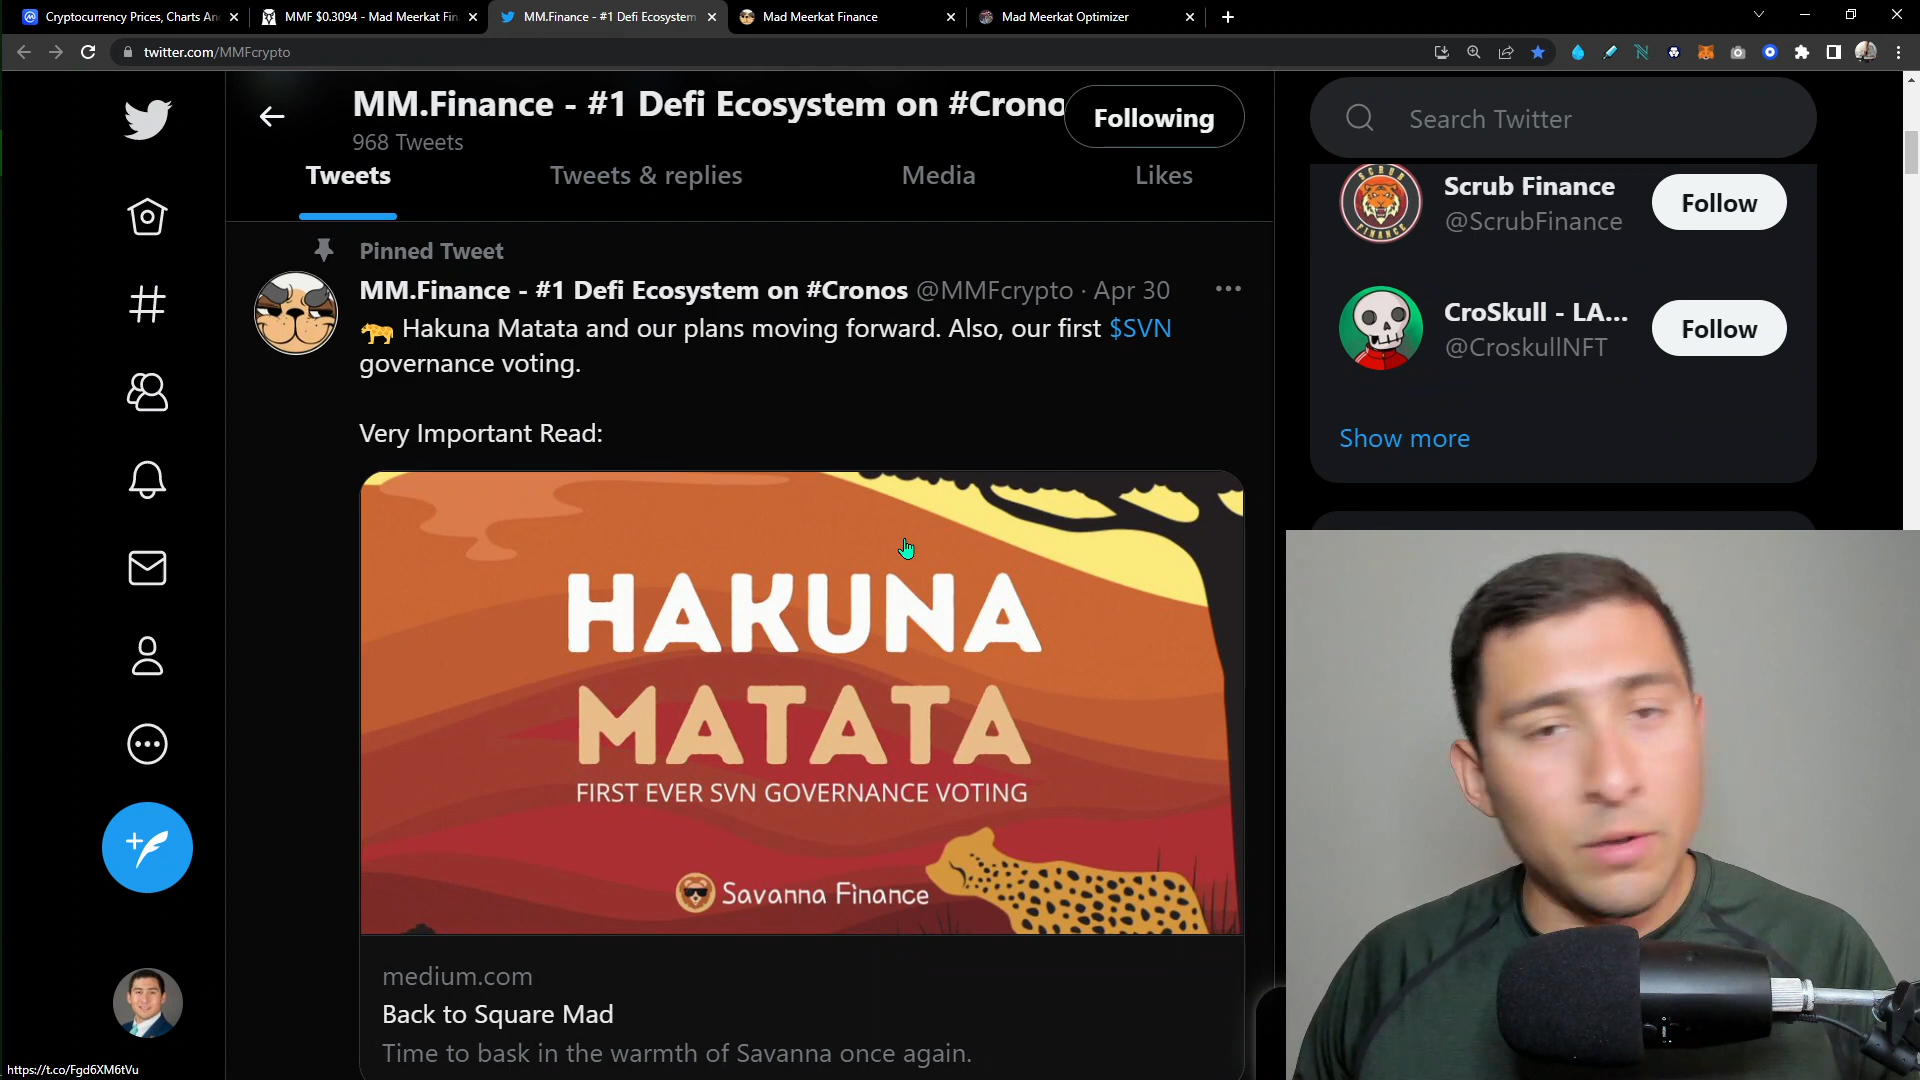 Cryptocurrency Prices, Charts An
MMF $0.3094 - Mad Meerkat Fin
MM.Finance - #1 Defi Ecosystem
Mad Meerkat Finance
Mad Meerkat Optimizer
twitter.com/MMFcrypto
MM.Finance - #1 Defi Ecosystem on #Crono
968 Tweets
Following
Search Twitter
Tweets
Tweets & replies
Media
Likes
Pinned Tweet
MM.Finance - #1 Defi Ecosystem on #Cronos @MMFcrypto · Apr 30
Hakuna Matata and our plans moving forward. Also, our first $SVN
governance voting.
Very Important Read:
HAKUNA
MATATA
FIRST EVER SVN GOVERNANCE VOTING
Savanna Finance
medium.com
Back to Square Mad
Time to bask in the warmth of Savanna once again.
SCRUB
FINANCE
Scrub Finance
@ScrubFinance
Follow
CroSkull - LA...
@CroskullNFT
Follow
Show more
https://t.co/Fgd6XM6tVu